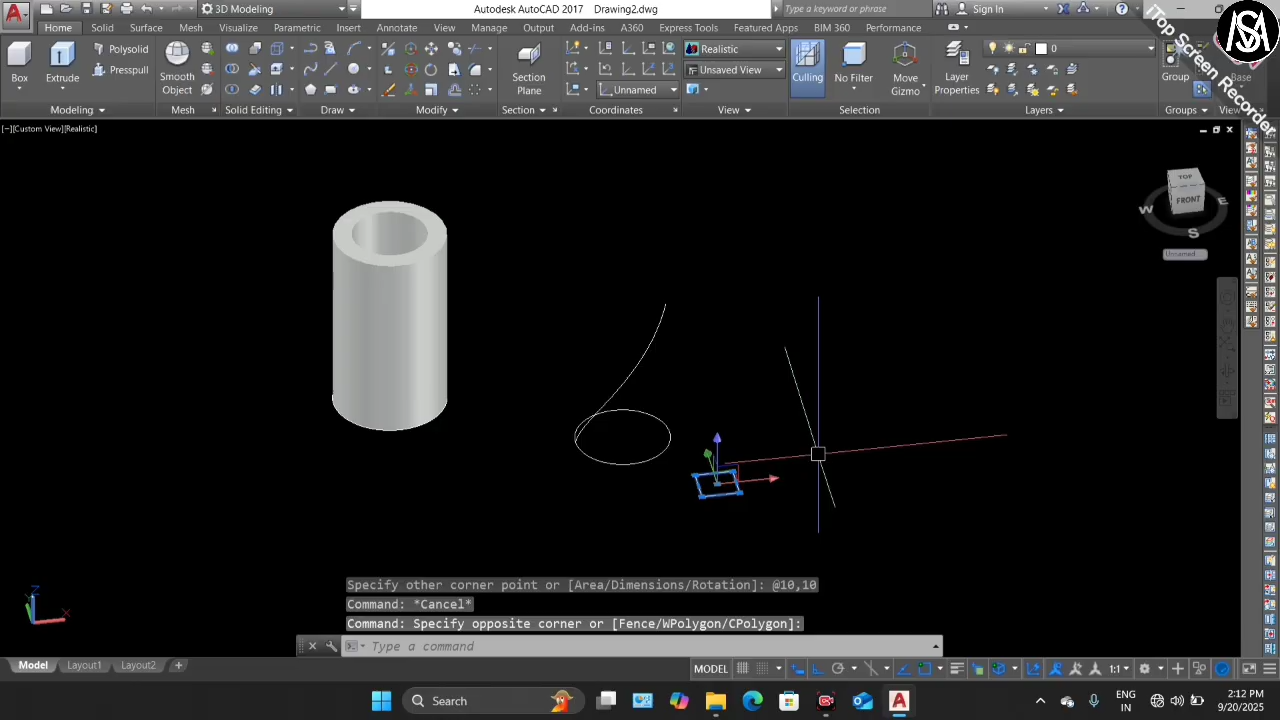 Autodesk AutoCAD 2017 Drawing2.dwg
3D Modeling
Type a keyword or phrase
Sign In
Home Solid Surface Mesh Visualize Parametric Insert Annotate View Manage Output Add-ins A360 Express Tools Featured Apps BIM 360 Performance
Box
Extrude
Polysolid
Presspull
Smooth
Object
Section
Plane
Unnamed
Realistic
Unsaved View
Culling
No Filter
Move
Gizmo
Layer
Properties
0
Group
Base
Modeling
Mesh
Solid Editing
Draw
Modify
Section
Coordinates
View
Selection
Layers
Groups
View
iTop Screen Recorder
[−][Custom View][Realistic]
TOP
FRONT
W
E
S
Unnamed
Z
X
Specify other corner point or [Area/Dimensions/Rotation]: @10,10
Command: *Cancel*
Command: Specify opposite corner or [Fence/WPolygon/CPolygon]:
Type a command
Model Layout1 Layout2 +
MODEL
1:1
Search
ENG
IN
2:12 PM
9/20/2025